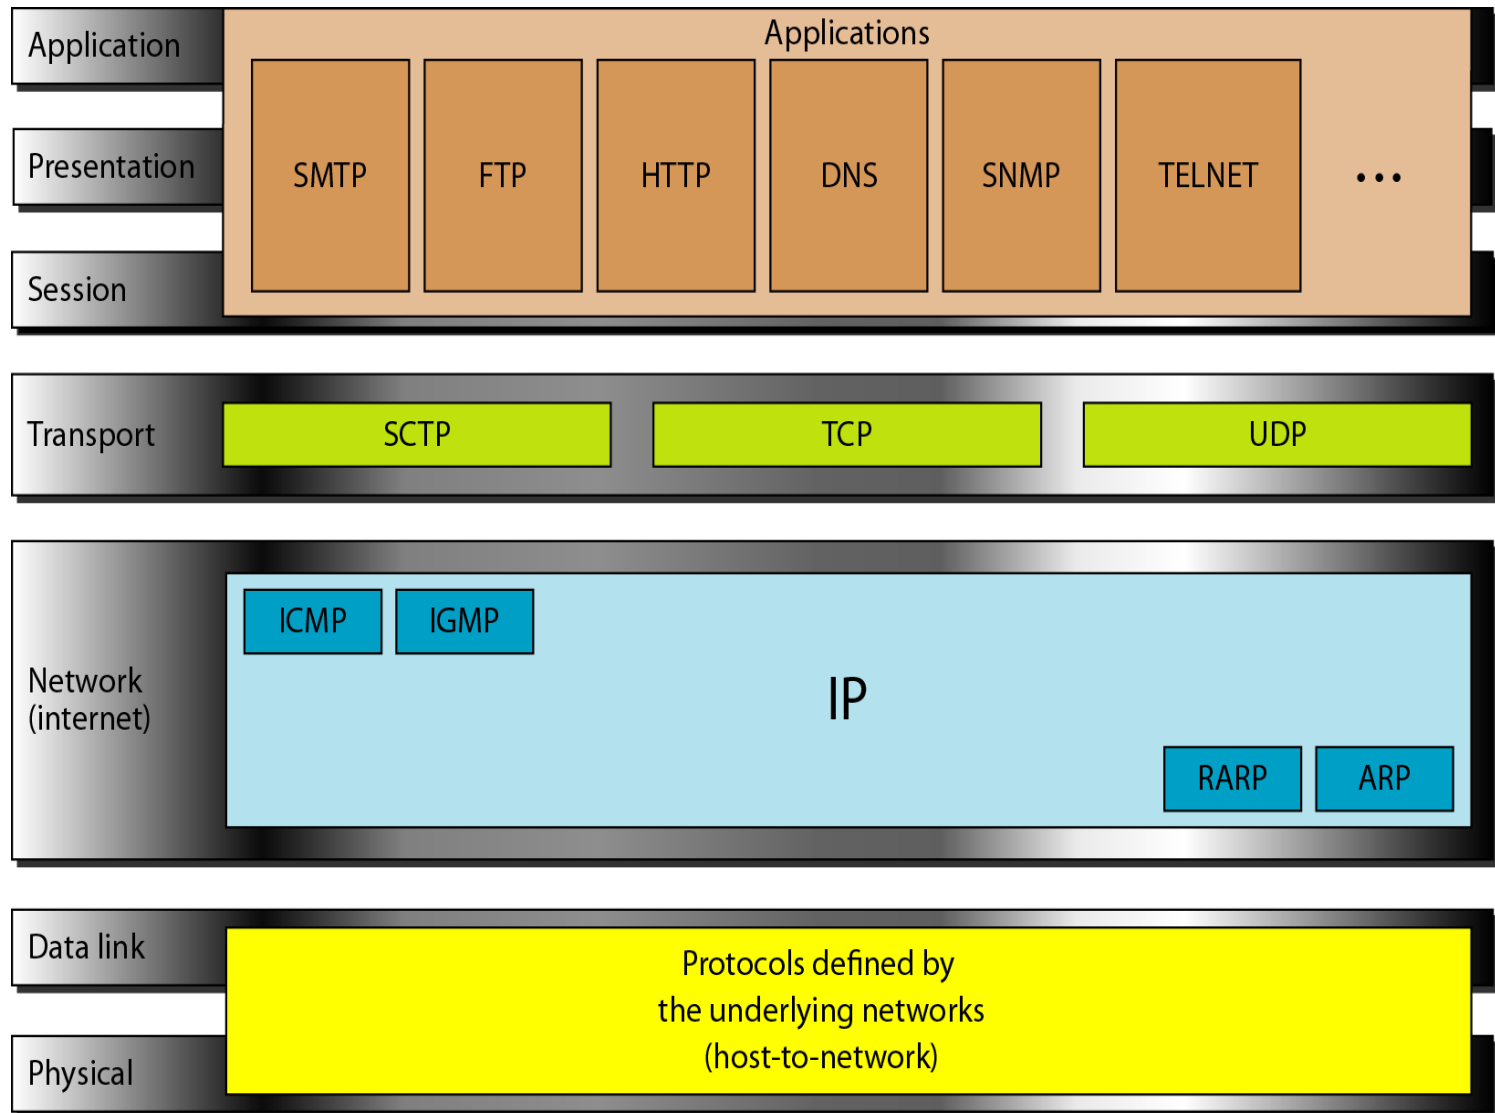 Application
Applications
Presentation
SMTP
FTP
HTTP
DNS
SNMP
TELNET
...
Session
Transport
SCTP
TCP
UDP
Network
(internet)
ICMP
IGMP
IP
RARP
ARP
Data link
Protocols defined by
the underlying networks
(host-to-network)
Physical